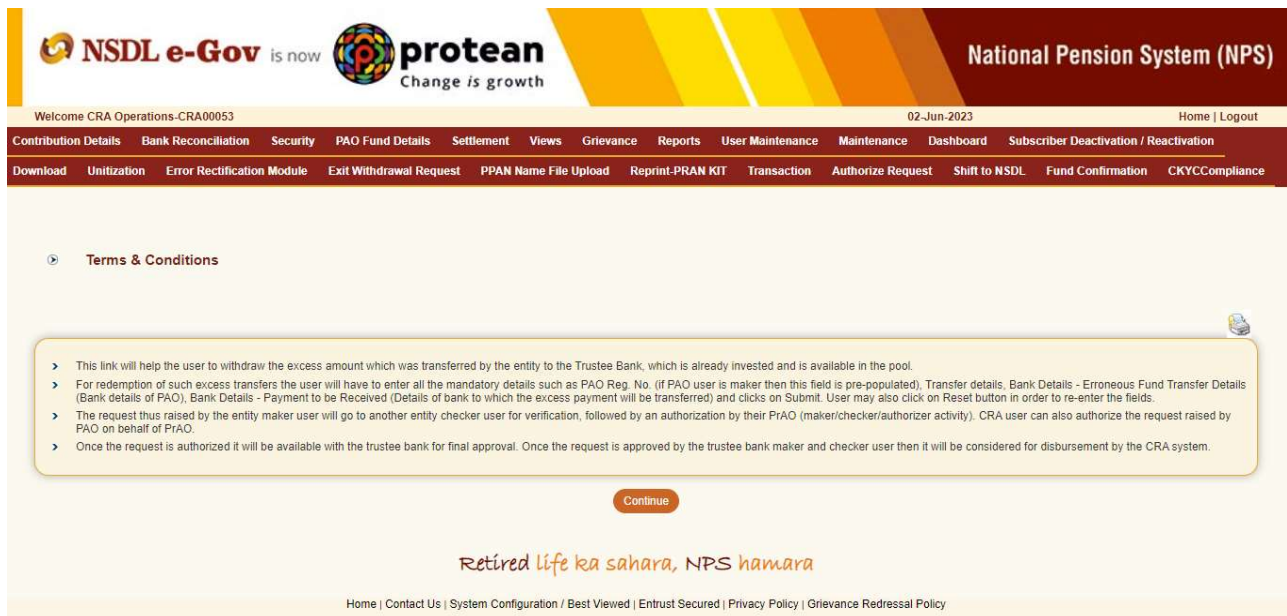 NSDL e-Gov is now protean
Change is growth
National Pension System (NPS)
Welcome CRA Operations-CRA00053 02-Jun-2023 Home | Logout
Contribution Details Bank Reconciliation Security PAO Fund Details Settlement Views Grievance Reports User Maintenance Maintenance Dashboard Subscriber Deactivation / Reactivation
Download Unitization Error Rectification Module Exit Withdrawal Request PPAN Name File Upload Reprint-PRAN KIT Transaction Authorize Request Shift to NSDL Fund Confirmation CKYCCompliance
Terms & Conditions
This link will help the user to withdraw the excess amount which was transferred by the entity to the Trustee Bank, which is already invested and is available in the pool.
For redemption of such excess transfers the user will have to enter all the mandatory details such as PAO Reg. No. (if PAO user is maker then this field is pre-populated), Transfer details, Bank Details - Erroneous Fund Transfer Details
(Bank details of PAO), Bank Details - Payment to be Received (Details of bank to which the excess payment will be transferred) and clicks on Submit. User may also click on Reset button in order to re-enter the fields.
The request thus raised by the entity maker user will go to another entity checker user for verification, followed by an authorization by their PrAO (maker/checker/authorizer activity). CRA user can also authorize the request raised by
PAO on behalf of PrAO.
Once the request is authorized it will be available with the trustee bank for final approval. Once the request is approved by the trustee bank maker and checker user then it will be considered for disbursement by the CRA system.
Continue
Retired life ka sahara, NPS hamara
Home | Contact Us | System Configuration / Best Viewed | Entrust Secured | Privacy Policy | Grievance Redressal Policy